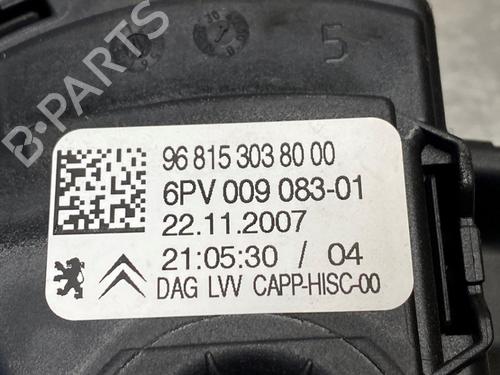 B-PARTS
5
96 815 303 80 00
6PV 009 083-01
22.11.2007
21:05:30 / 04
DAG LVV CAPP-HISC-00